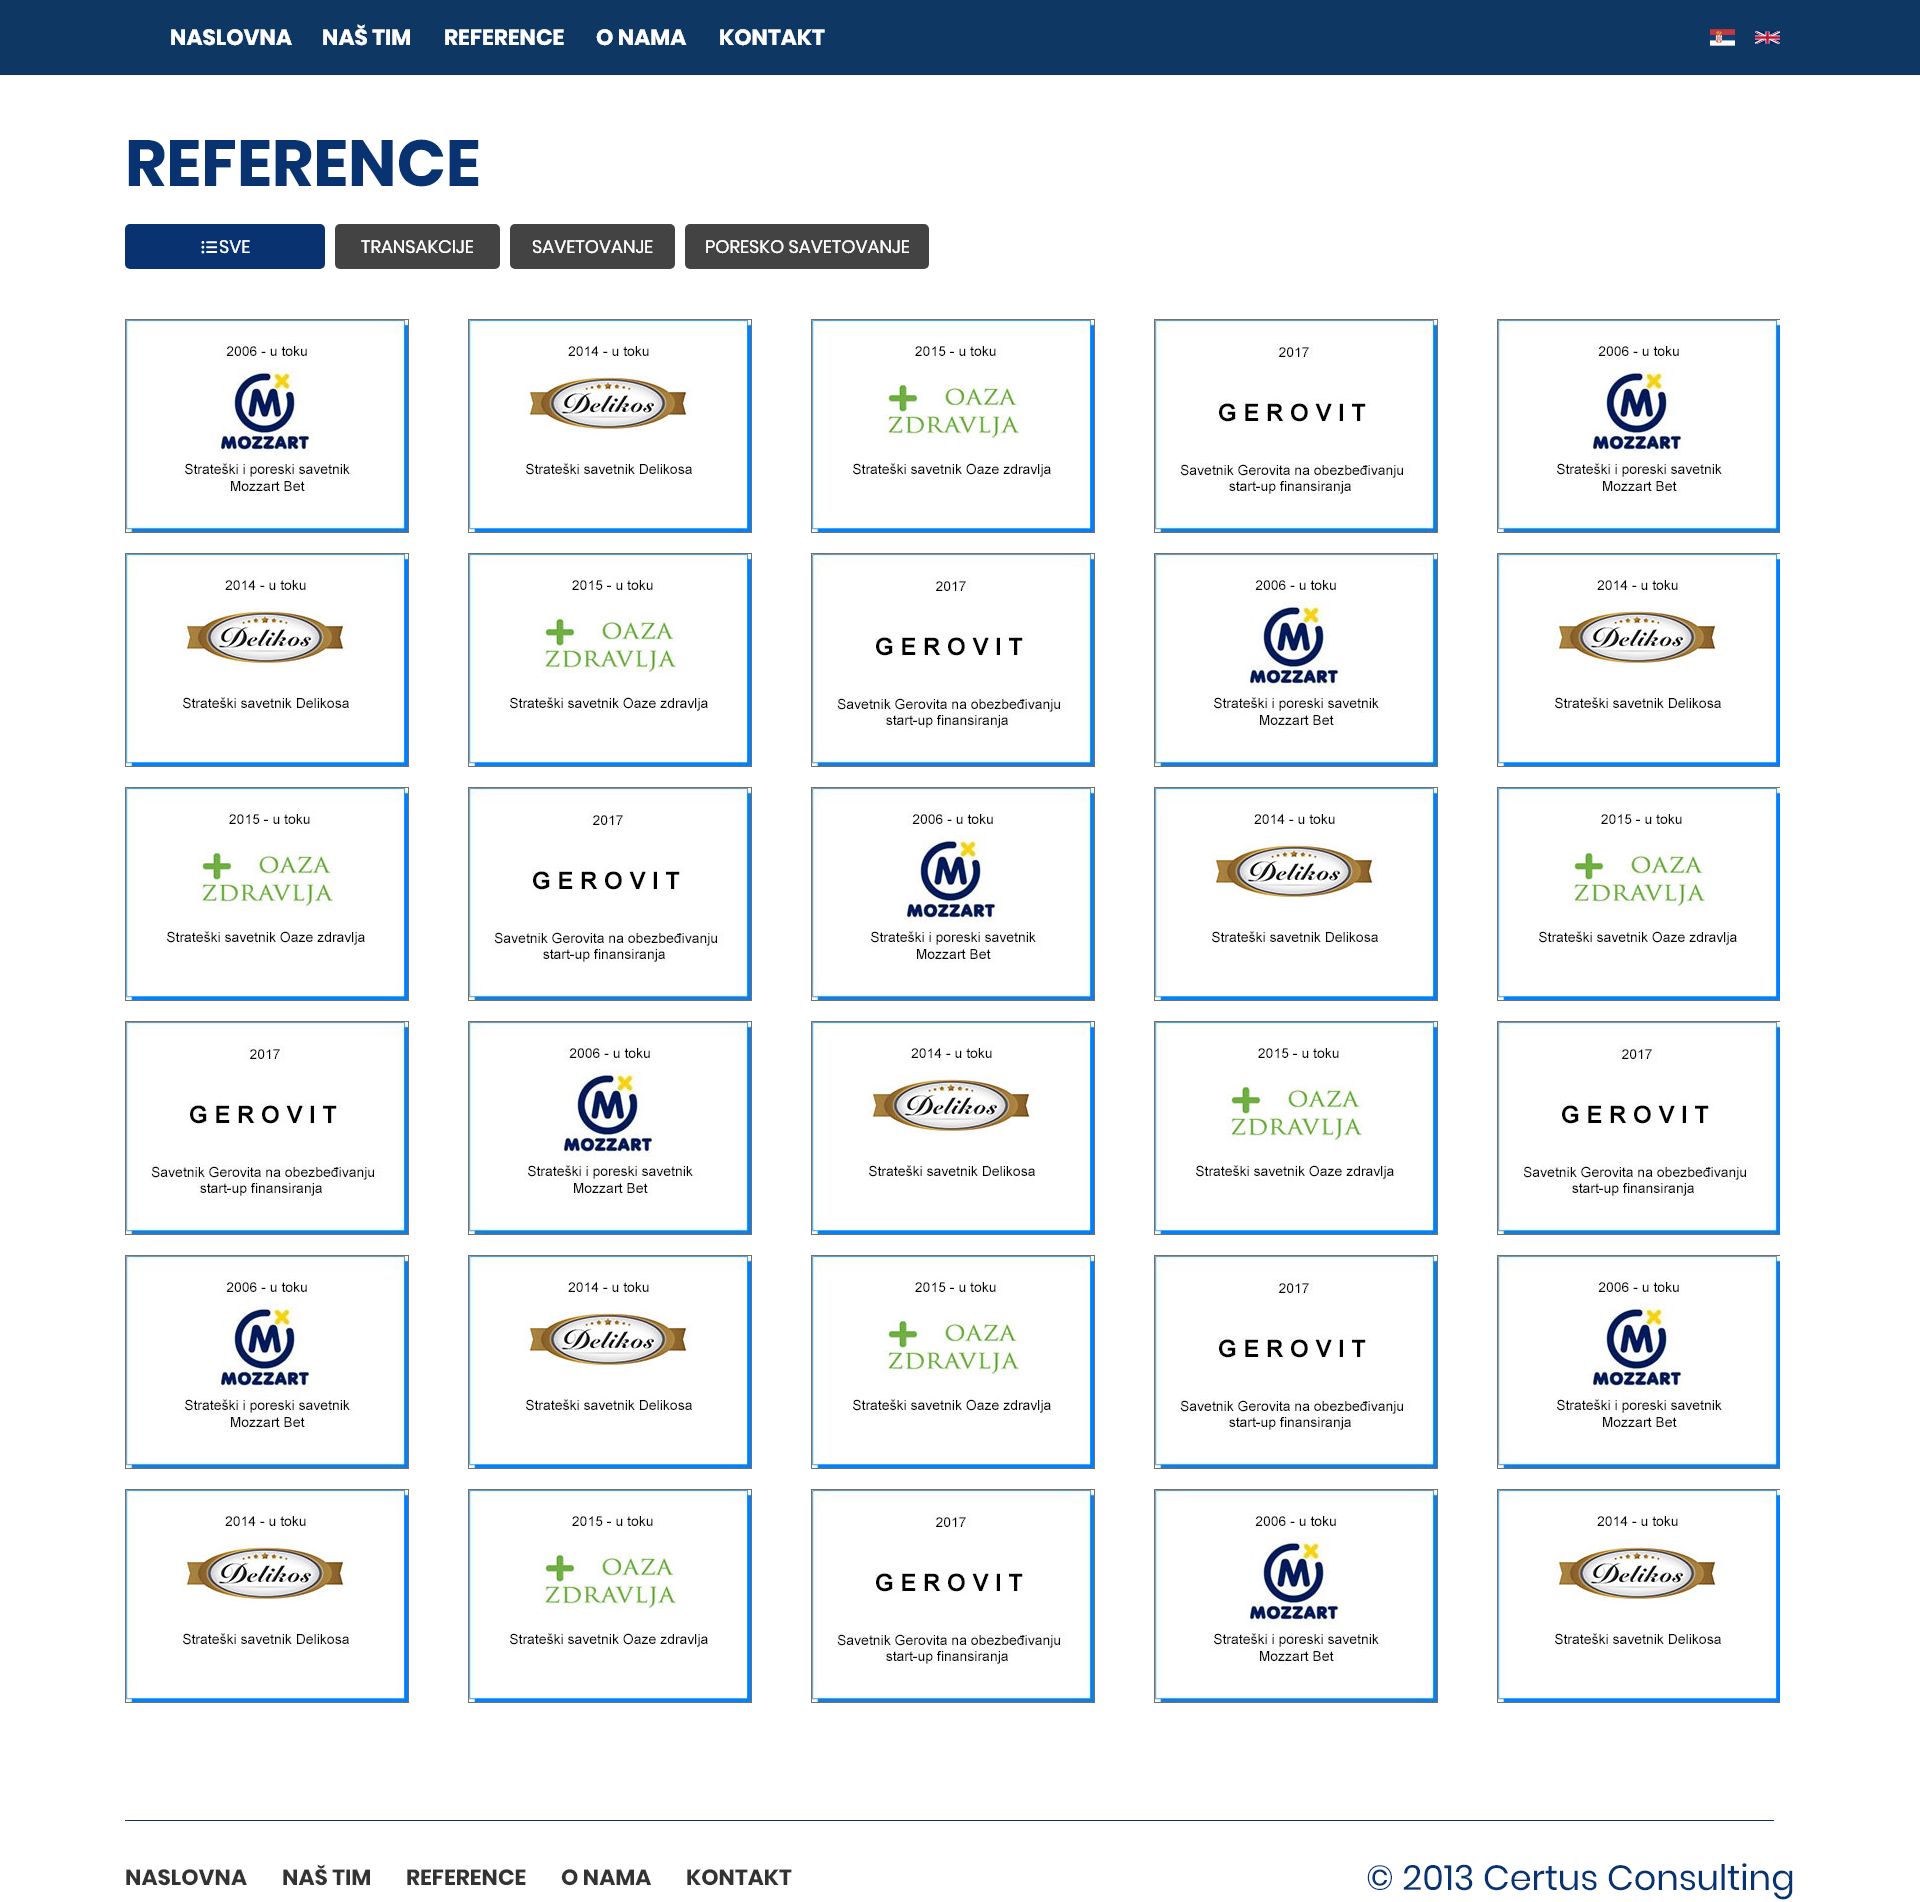 NASLOVNA NAŠ TIM REFERENCE O NAMA KONTAKT
REFERENCE
SVE TRANSAKCIJE SAVETOVANJE PORESKO SAVETOVANJE
2006 - u toku
MOZZART
Strateški i poreski savetnik
Mozzart Bet
2014 - u toku
Delikos
Strateški savetnik Delikosa
2015 - u toku
OAZA
ZDRAVLJA
Strateški savetnik Oaze zdravlja
2017
GEROVIT
Savetnik Gerovita na obezbeđivanju
start-up finansiranja
2006 - u toku
MOZZART
Strateški i poreski savetnik
Mozzart Bet
2014 - u toku
Delikos
Strateški savetnik Delikosa
2015 - u toku
OAZA
ZDRAVLJA
Strateški savetnik Oaze zdravlja
2017
GEROVIT
Savetnik Gerovita na obezbeđivanju
start-up finansiranja
2006 - u toku
MOZZART
Strateški i poreski savetnik
Mozzart Bet
2014 - u toku
Delikos
Strateški savetnik Delikosa
2015 - u toku
OAZA
ZDRAVLJA
Strateški savetnik Oaze zdravlja
2017
GEROVIT
Savetnik Gerovita na obezbeđivanju
start-up finansiranja
2006 - u toku
MOZZART
Strateški i poreski savetnik
Mozzart Bet
2014 - u toku
Delikos
Strateški savetnik Delikosa
2015 - u toku
OAZA
ZDRAVLJA
Strateški savetnik Oaze zdravlja
2017
GEROVIT
Savetnik Gerovita na obezbeđivanju
start-up finansiranja
2006 - u toku
MOZZART
Strateški i poreski savetnik
Mozzart Bet
2014 - u toku
Delikos
Strateški savetnik Delikosa
2015 - u toku
OAZA
ZDRAVLJA
Strateški savetnik Oaze zdravlja
2017
GEROVIT
Savetnik Gerovita na obezbeđivanju
start-up finansiranja
2006 - u toku
MOZZART
Strateški i poreski savetnik
Mozzart Bet
2014 - u toku
Delikos
Strateški savetnik Delikosa
2015 - u toku
OAZA
ZDRAVLJA
Strateški savetnik Oaze zdravlja
2017
GEROVIT
Savetnik Gerovita na obezbeđivanju
start-up finansiranja
2006 - u toku
MOZZART
Strateški i poreski savetnik
Mozzart Bet
2014 - u toku
Delikos
Strateški savetnik Delikosa
2015 - u toku
OAZA
ZDRAVLJA
Strateški savetnik Oaze zdravlja
2017
GEROVIT
Savetnik Gerovita na obezbeđivanju
start-up finansiranja
2006 - u toku
MOZZART
Strateški i poreski savetnik
Mozzart Bet
2014 - u toku
Delikos
Strateški savetnik Delikosa
NASLOVNA NAŠ TIM REFERENCE O NAMA KONTAKT
© 2013 Certus Consulting